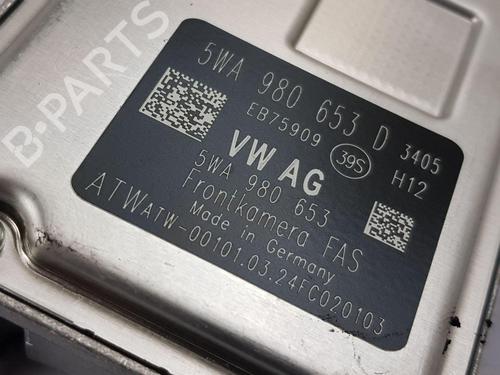 B-PARTS
5WA 980 653 D 3405
EB75909 39S H12
VW AG
5WA 980 653
Frontkamera FAS
Made in Germany
ATWATW-00101.03.24FC020103